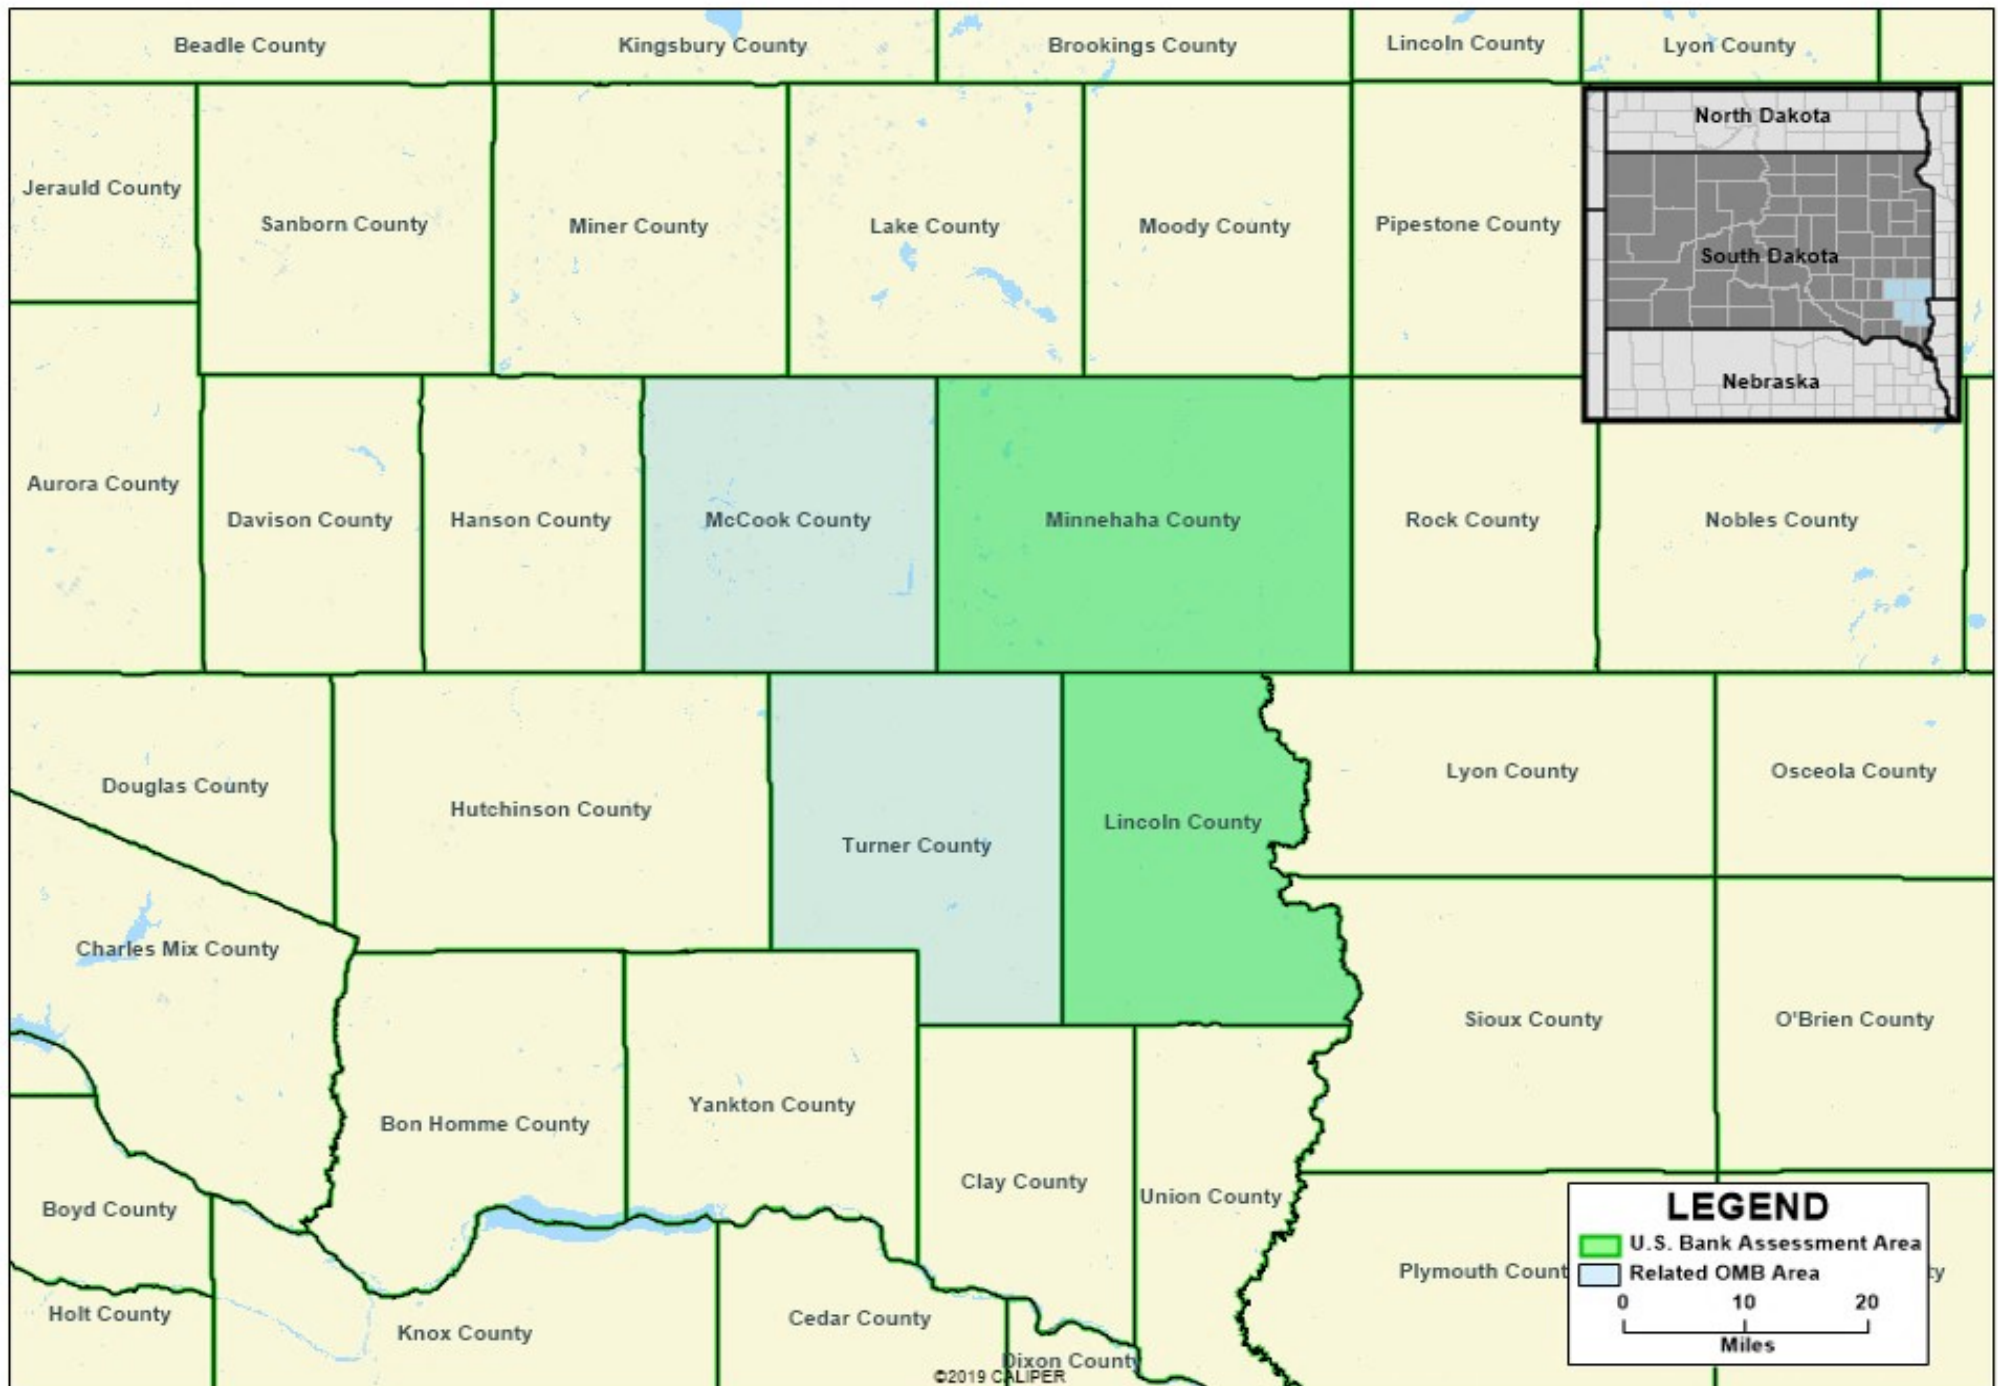 Beadle County
Kingsbury County
Brookings County
Lincoln County
Lyon County
North Dakota
Jerauld County
Sanborn County
Miner County
Lake County
Moody County
Pipestone County
South Dakota
Nebraska
Aurora County
Davison County
Hanson County
McCook County
Minnehaha County
Rock County
Nobles County
Douglas County
Hutchinson County
Turner County
Lincoln County
Lyon County
Osceola County
Charles Mix County
Sioux County
O'Brien County
Bon Homme County
Yankton County
Clay County
Union County
Boyd County
Holt County
Knox County
Cedar County
Dixon County
©2019 CALIPER
Plymouth Count
ty
LEGEND
U.S. Bank Assessment Area
Related OMB Area
0 10 20
Miles